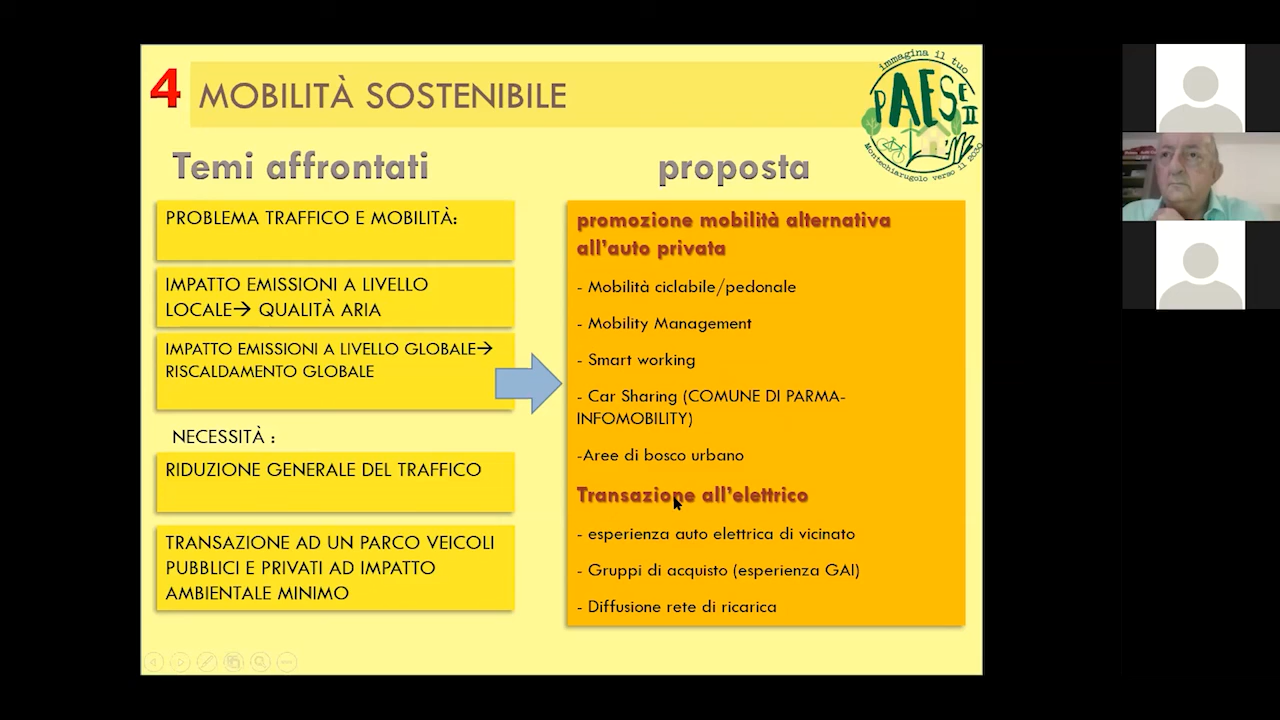 4 MOBILITÀ SOSTENIBILE
immagina il tuo
PAESE
II
Montechiarugolo verso il 2030
Temi affrontati
PROBLEMA TRAFFICO E MOBILITÀ:
IMPATTO EMISSIONI A LIVELLO
LOCALE→ QUALITÀ ARIA
IMPATTO EMISSIONI A LIVELLO GLOBALE→
RISCALDAMENTO GLOBALE
NECESSITÀ :
RIDUZIONE GENERALE DEL TRAFFICO
TRANSAZIONE AD UN PARCO VEICOLI
PUBBLICI E PRIVATI AD IMPATTO
AMBIENTALE MINIMO
proposta
promozione mobilità alternativa
all'auto privata
- Mobilità ciclabile/pedonale
- Mobility Management
- Smart working
- Car Sharing (COMUNE DI PARMA-
INFOMOBILITY)
-Aree di bosco urbano
Transazione all'elettrico
- esperienza auto elettrica di vicinato
- Gruppi di acquisto (esperienza GAI)
- Diffusione rete di ricarica